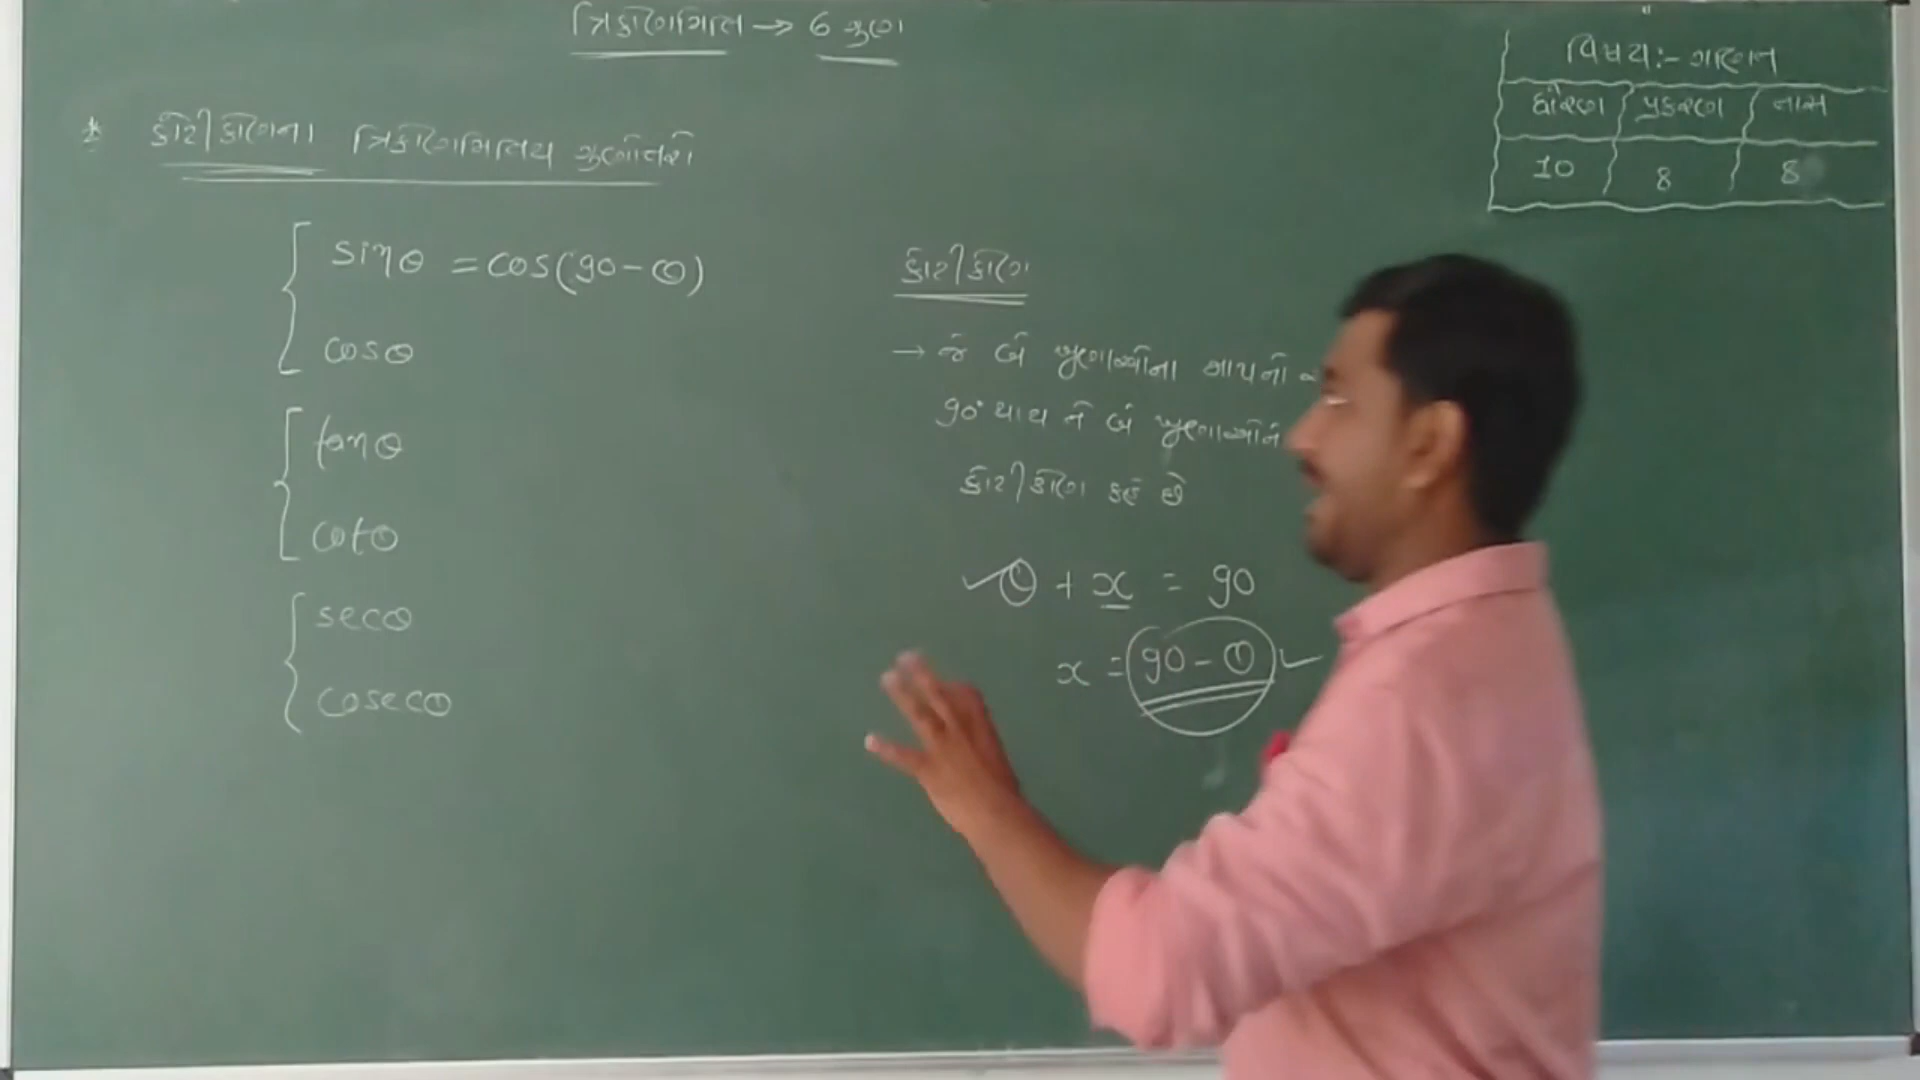 ત્રિકોણમિતિ → 6 ગુણ
વિષય:- ગણિત
ધોરણ પ્રકરણ નામ
10 8 8
* કોટીકોણના ત્રિકોણમિતિય ગુણોત્તરો
sinθ = cos(90-θ)
cosθ
tanθ
cotθ
secθ
cosecθ
કોટીકોણ
→ જે બે ખુણાઓના માપનો
90° થાય તે બે ખુણાઓને
કોટીકોણ કહે છે
✓θ + x = 90
x = 90-θ ✓